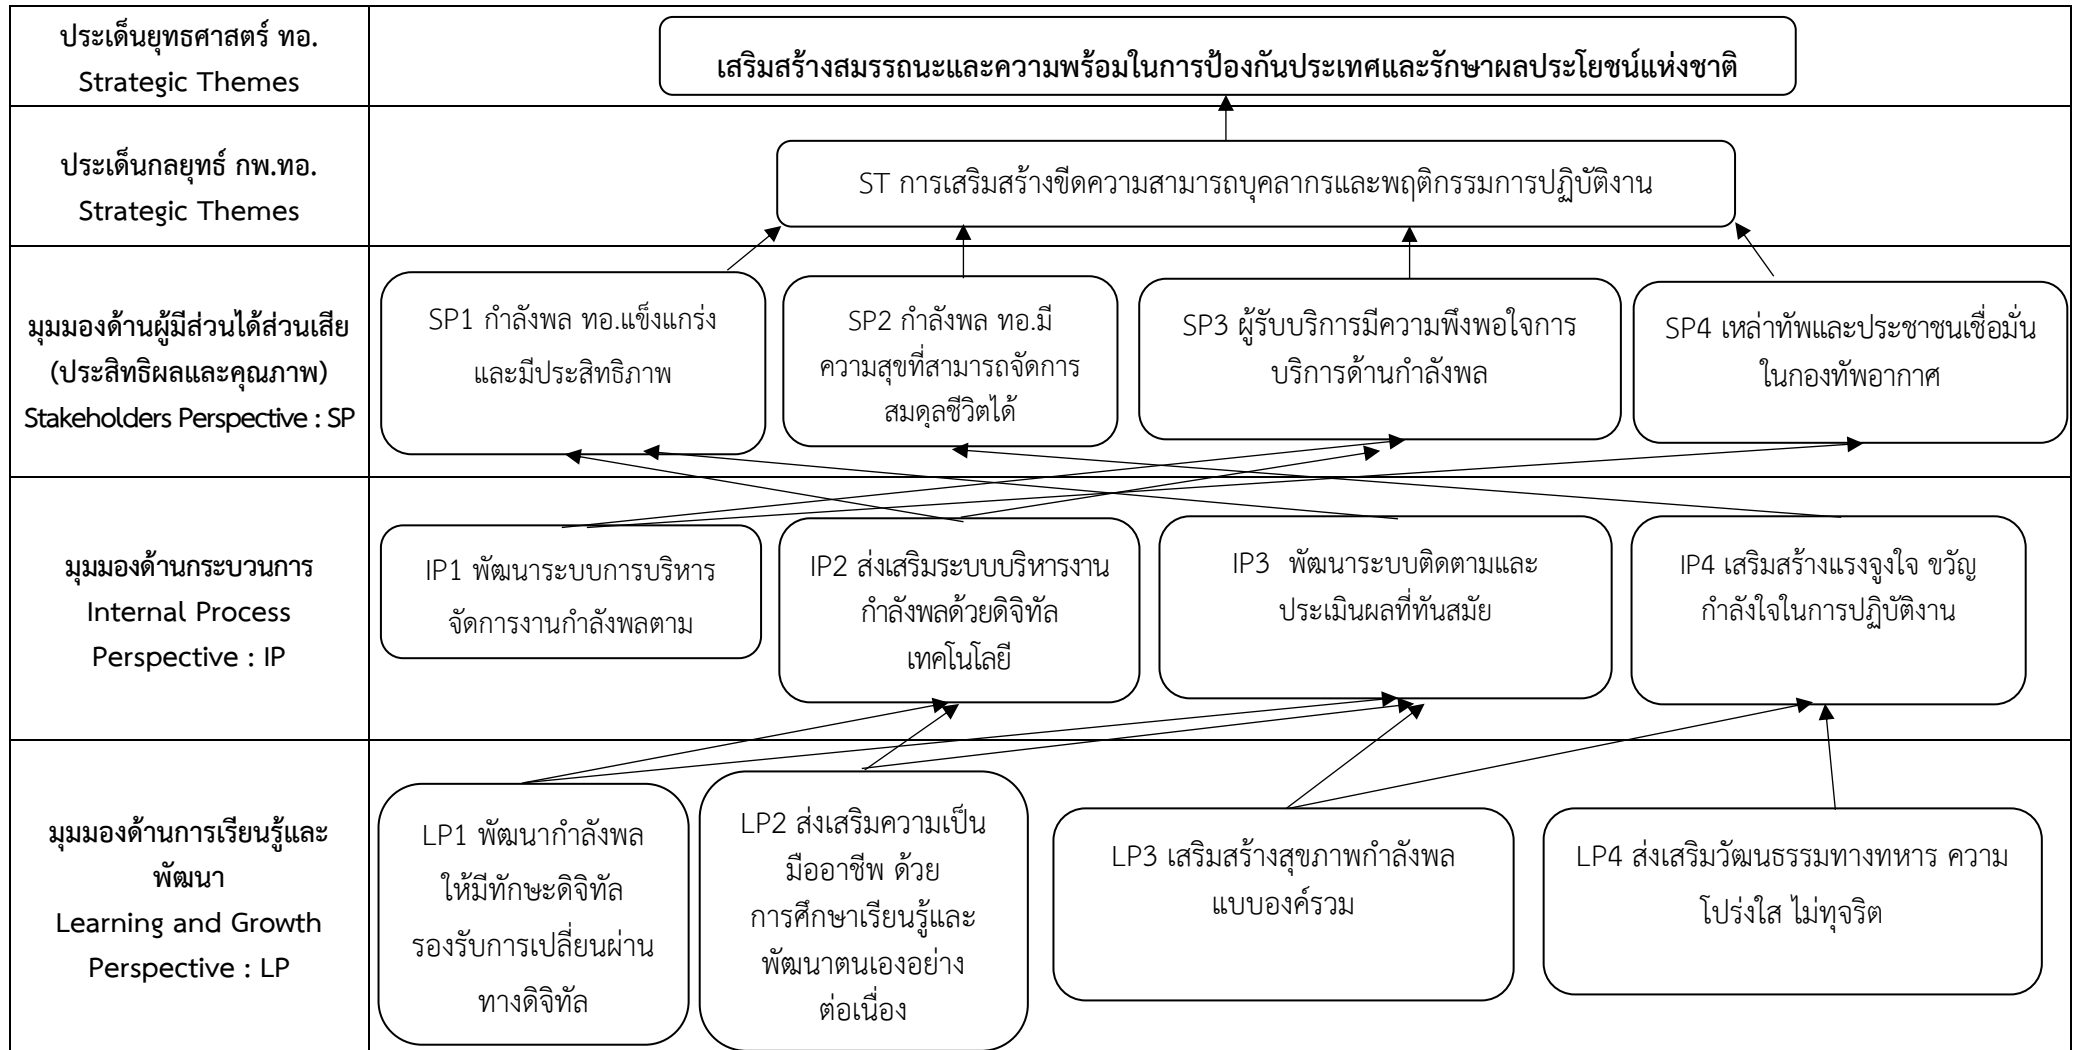 ประเด็นยุทธศาสตร์ ทอ.
Strategic Themes
เสริมสร้างสมรรถนะและความพร้อมในการป้องกันประเทศและรักษาผลประโยชน์แห่งชาติ
ประเด็นกลยุทธ์ กพ.ทอ.
Strategic Themes
ST การเสริมสร้างขีดความสามารถบุคลากรและพฤติกรรมการปฏิบัติงาน
มุมมองด้านผู้มีส่วนได้ส่วนเสีย
(ประสิทธิผลและคุณภาพ)
Stakeholders Perspective : SP
SP1 กำลังพล ทอ.แข็งแกร่ง
และมีประสิทธิภาพ
SP2 กำลังพล ทอ.มี
ความสุขที่สามารถจัดการ
สมดุลชีวิตได้
SP3 ผู้รับบริการมีความพึงพอใจการ
บริการด้านกำลังพล
SP4 เหล่าทัพและประชาชนเชื่อมั่น
ในกองทัพอากาศ
มุมมองด้านกระบวนการ
Internal Process
Perspective : IP
IP1 พัฒนาระบบการบริหาร
จัดการงานกำลังพลตาม
IP2 ส่งเสริมระบบบริหารงาน
กำลังพลด้วยดิจิทัล
เทคโนโลยี
IP3 พัฒนาระบบติดตามและ
ประเมินผลที่ทันสมัย
IP4 เสริมสร้างแรงจูงใจ ขวัญ
กำลังใจในการปฏิบัติงาน
มุมมองด้านการเรียนรู้และ
พัฒนา
Learning and Growth
Perspective : LP
LP1 พัฒนากำลังพล
ให้มีทักษะดิจิทัล
รองรับการเปลี่ยนผ่าน
ทางดิจิทัล
LP2 ส่งเสริมความเป็น
มืออาชีพ ด้วย
การศึกษาเรียนรู้และ
พัฒนาตนเองอย่าง
ต่อเนื่อง
LP3 เสริมสร้างสุขภาพกำลังพล
แบบองค์รวม
LP4 ส่งเสริมวัฒนธรรมทางทหาร ความ
โปร่งใส ไม่ทุจริต